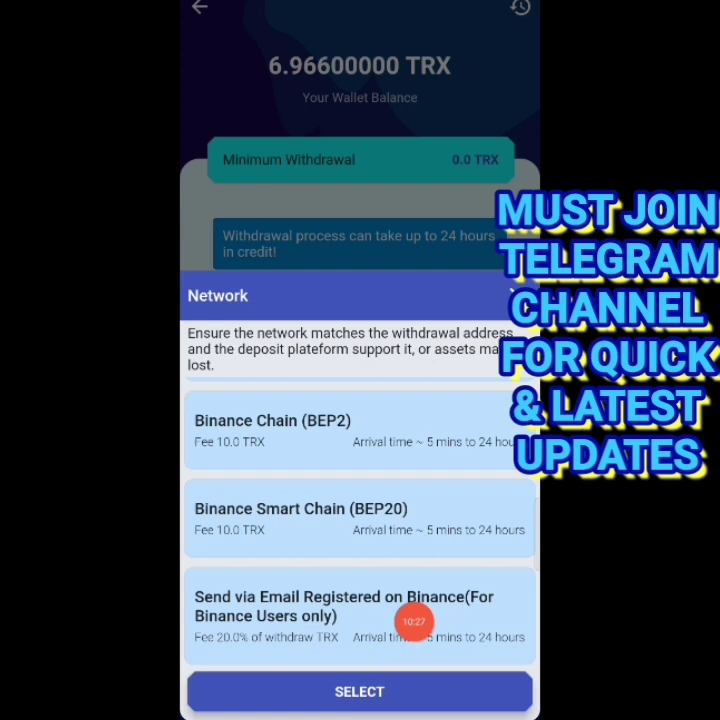 6.96600000 TRX
Your Wallet Balance
Minimum Withdrawal 0.0 TRX
Withdrawal process can take up to 24 hours
in credit!
Network
Ensure the network matches the withdrawal address
and the deposit plateform support it, or assets
lost.
Binance Chain (BEP2)
Fee 10.0 TRX Arrival time ~ 5 mins to 24
Binance Smart Chain (BEP20)
Fee 10.0 TRX Arrival time ~ 5 mins to 24 hours
Send via Email Registered on Binance(For
Binance Users only)
10:27
Fee 20.0% of withdraw TRX Arrival 5 mins to 24 hours
SELECT
MUST JOIN
TELEGRAM
CHANNEL
FOR QUICK
& LATEST
UPDATES